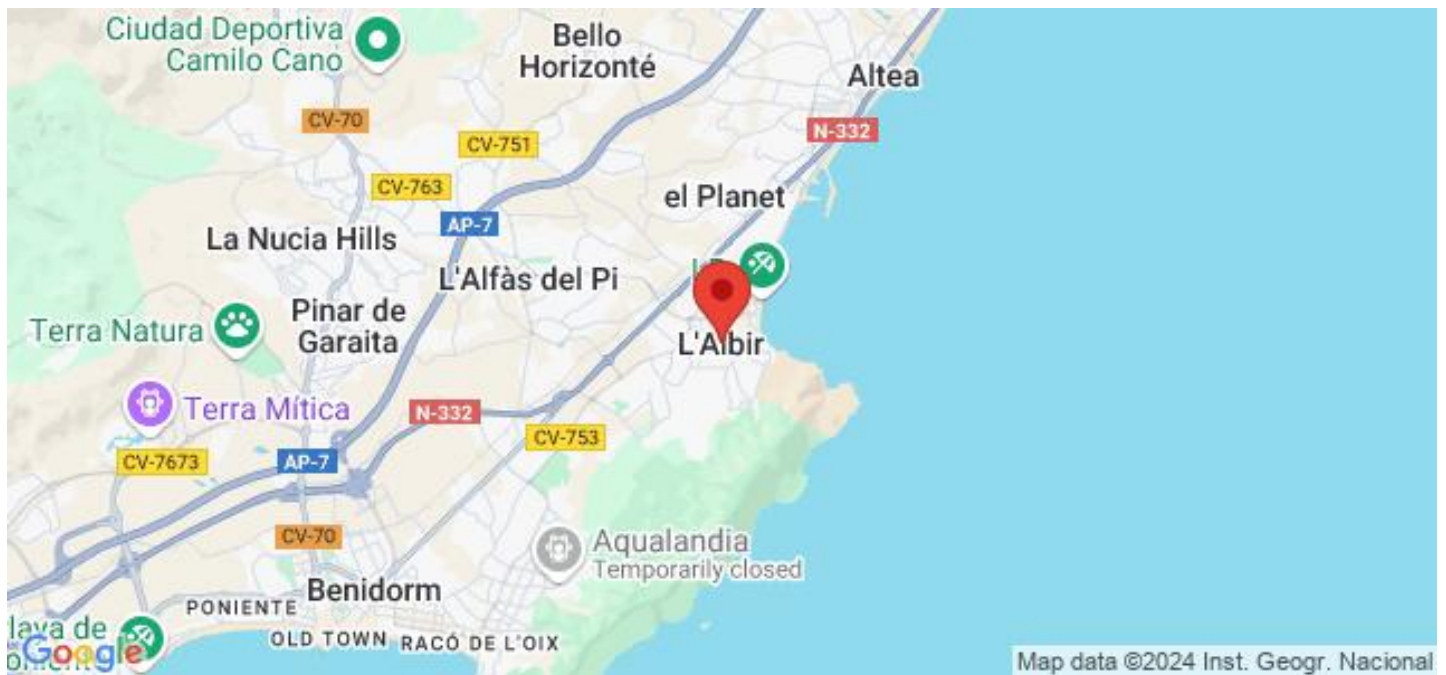 Ciudad Deportiva
Camilo Cano
Bello
Horizonté
Altea
CV-70
N-332
CV-751
CV-763
el Planet
AP-7
La Nucia Hills
L'Alfàs del Pi
Pinar de
Garaita
Terra Natura
L'Albir
Terra Mítica
N-332
CV-753
CV-7673
AP-7
CV-70
Aqualandia
Temporarily closed
Benidorm
PONIENTE
OLD TOWN
RACÓ DE L'OIX
de
Google
Map data ©2024 Inst. Geogr. Nacional